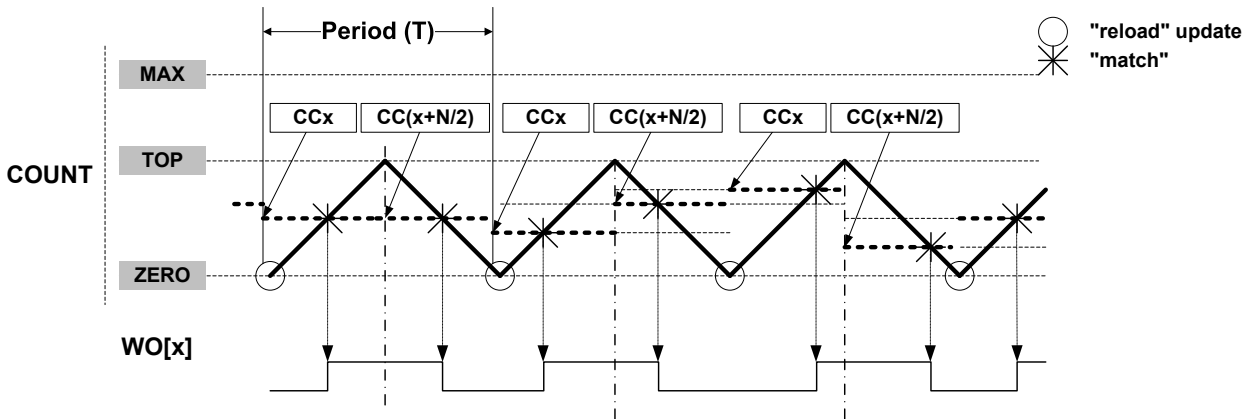 Period (T)
"reload" update
"match"
MAX
CCx
CC(x+N/2)
CCx
CC(x+N/2)
CCx
CC(x+N/2)
TOP
COUNT
ZERO
WO[x]